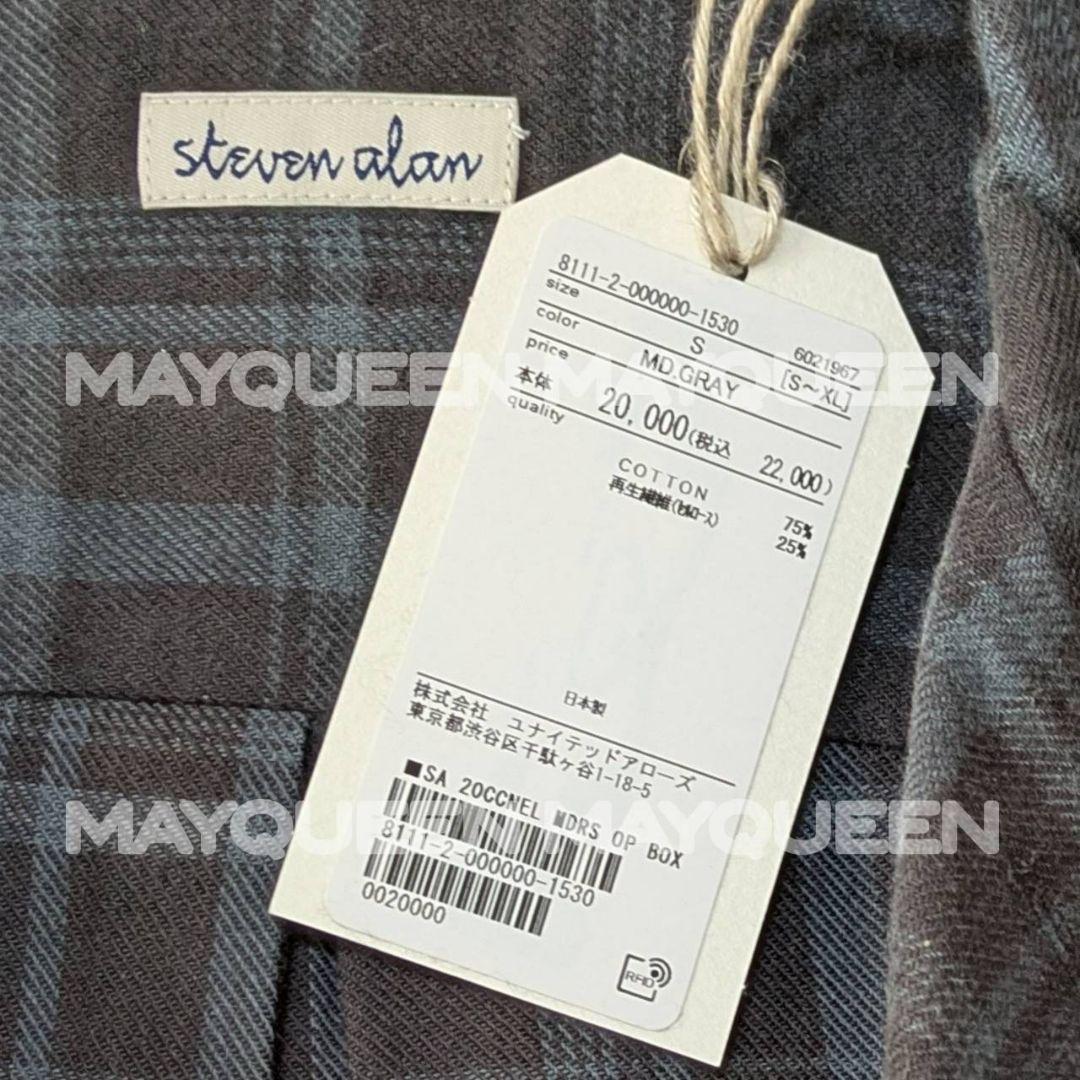 steven alan
8111-2-000000-1530
size S 6021967
color MD.GRAY [S～XL]
price
本体 20,000(税込 22,000)
quality
COTTON 75%
再生繊維(ｾﾙﾛｰｽ) 25%
日本製
株式会社 ユナイテッドアローズ
東京都渋谷区千駄ヶ谷1-18-5
■SA 20CCNEL MDRS OP BOX
8111-2-000000-1530
0020000
RFID
MAYQUEEN MAYQUEEN
MAYQUEEN MAYQUEEN